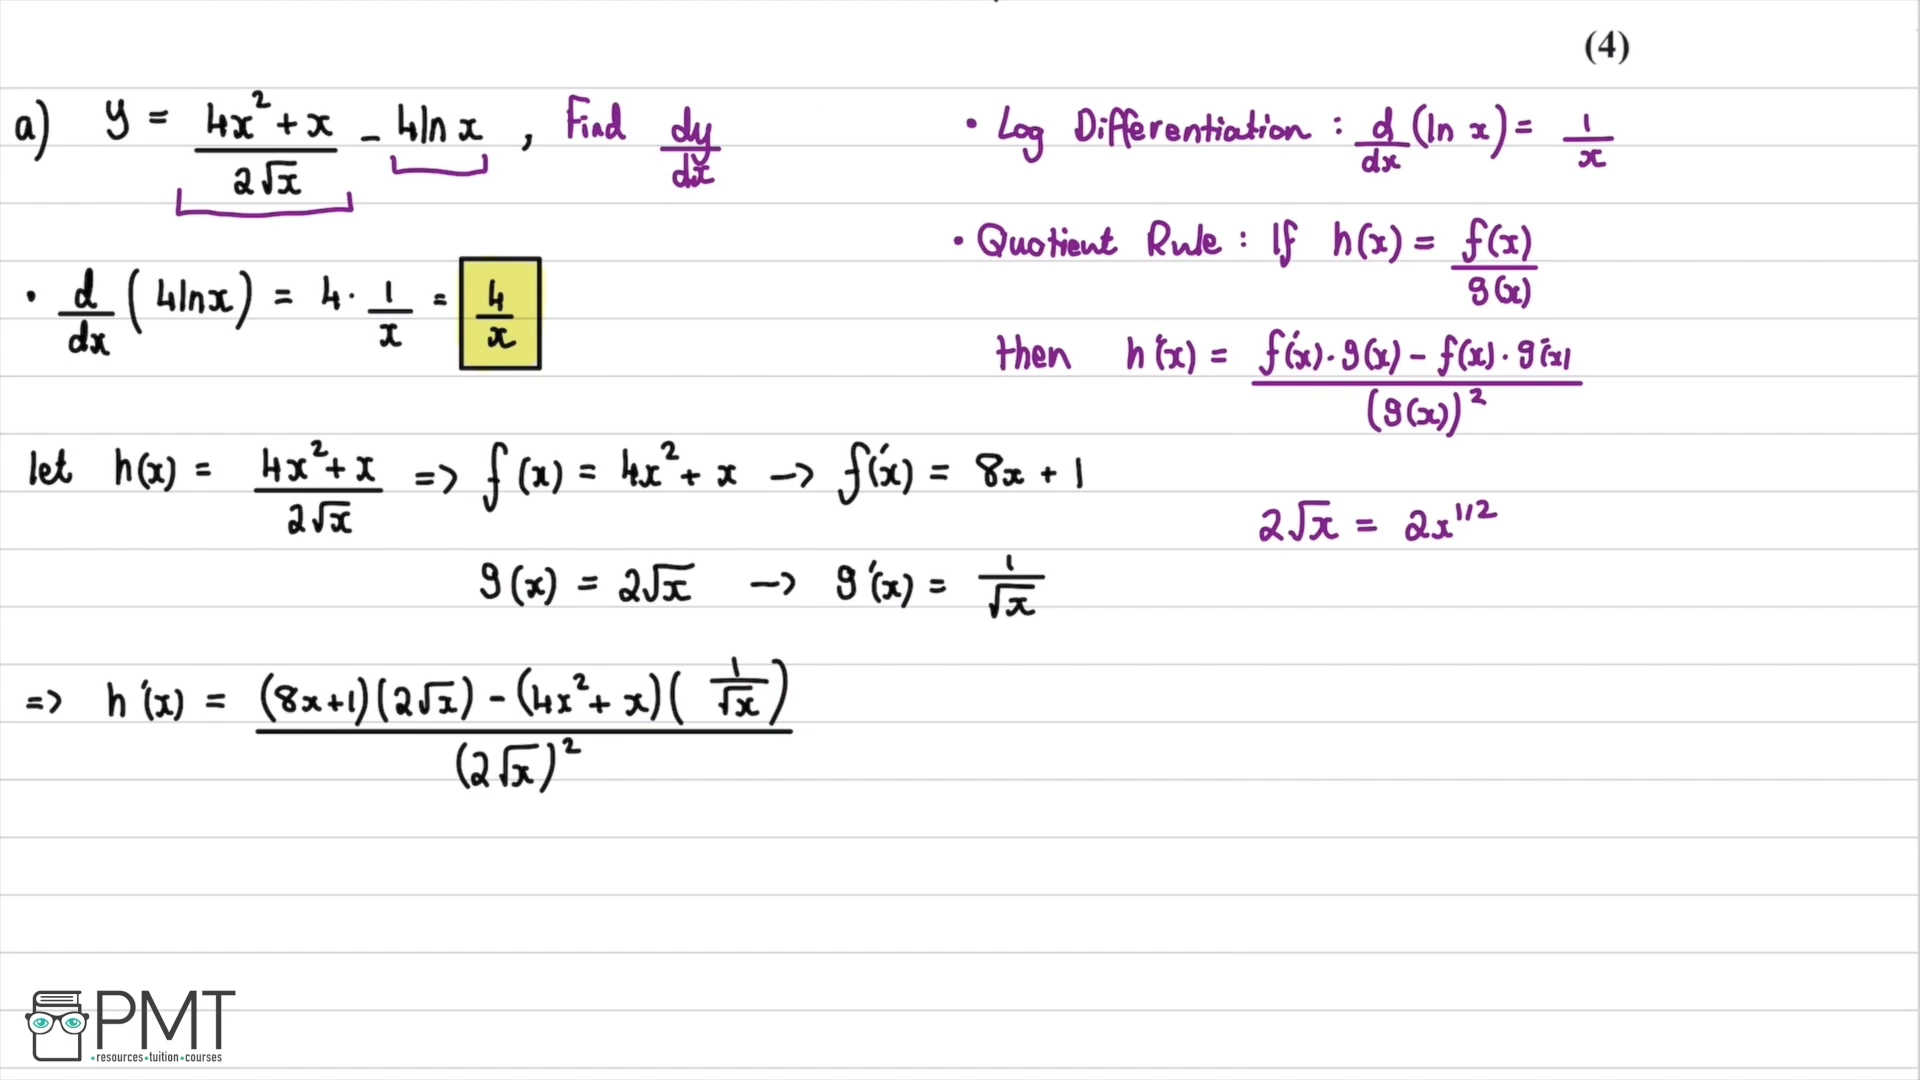 (4)
a) y = (4x² + x)/(2√x) - 4 ln x , Find dy/dx
• d/dx (4lnx) = 4 · 1/x = 4/x
let h(x) = (4x² + x)/(2√x) => f(x) = 4x² + x -> f'(x) = 8x + 1
g(x) = 2√x -> g'(x) = 1/√x
=> h'(x) = ((8x+1)(2√x) - (4x² + x)(1/√x))/(2√x)²
• Log Differentiation : d/dx (ln x) = 1/x
• Quotient Rule : If h(x) = f(x)/g(x)
then h'(x) = (f'(x) · g(x) - f(x) · g'(x))/(g(x))²
2√x = 2x^1/2
PMT
•resources•tuition•courses